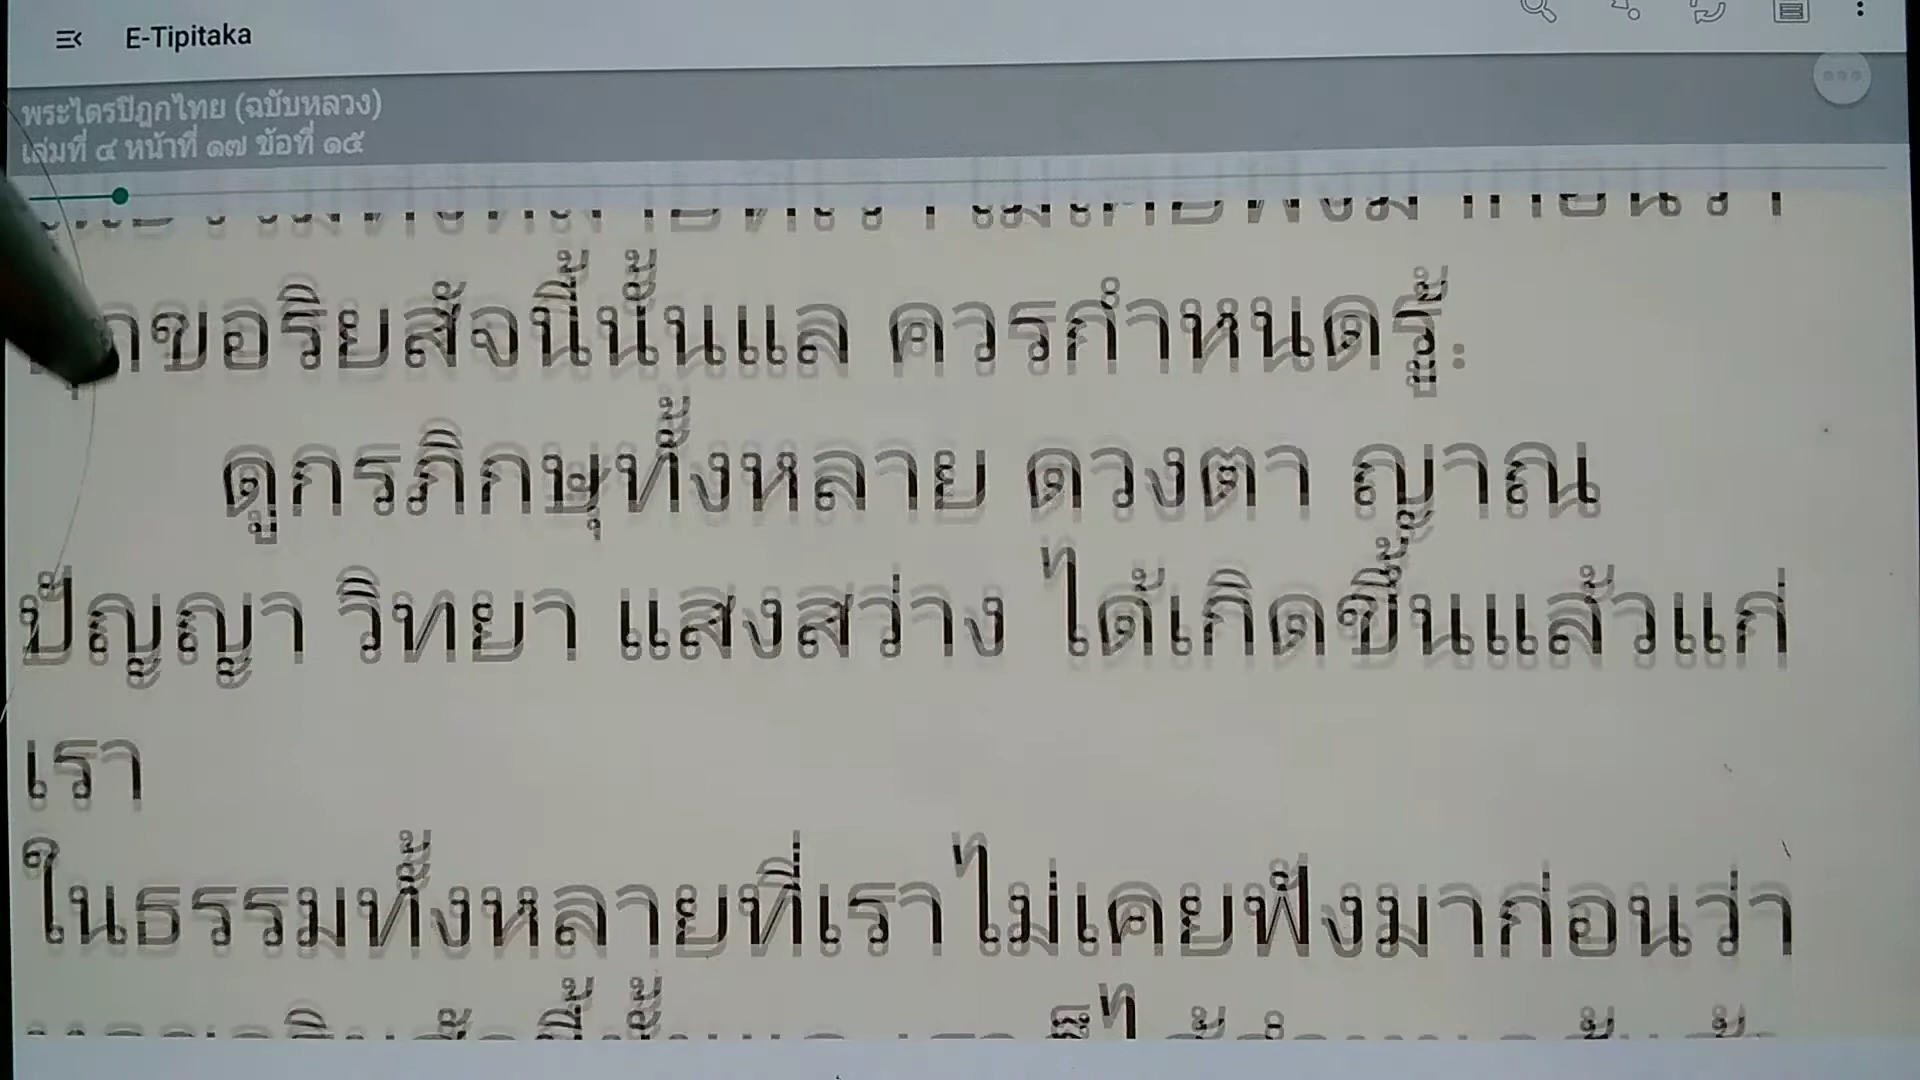 E-Tipitaka
พระไตรปิฎกไทย (ฉบับหลวง)
เล่มที่ ๔ หน้าที่ ๑๗ ข้อที่ ๑๕
ทุกขอริยสัจนี้นั้นแล ควรกำหนดรู้.
ดูกรภิกษุทั้งหลาย ดวงตา ญาณ
ปัญญา วิทยา แสงสว่าง ได้เกิดขึ้นแล้วแก่
เรา
ในธรรมทั้งหลายที่เราไม่เคยฟังมาก่อนว่า